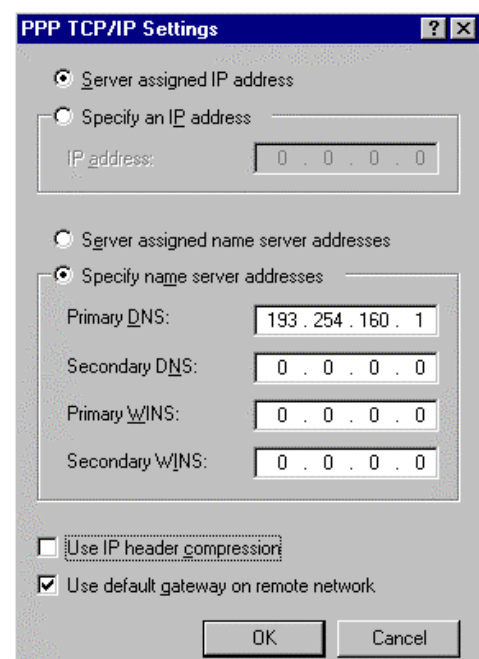 PPP TCP/IP Settings ? X
Server assigned IP address
Specify an IP address
IP address: 0 . 0 . 0 . 0
Server assigned name server addresses
Specify name server addresses
Primary DNS: 193 . 254 . 160 . 1
Secondary DNS: 0 . 0 . 0 . 0
Primary WINS: 0 . 0 . 0 . 0
Secondary WINS: 0 . 0 . 0 . 0
Use IP header compression
Use default gateway on remote network
OK Cancel